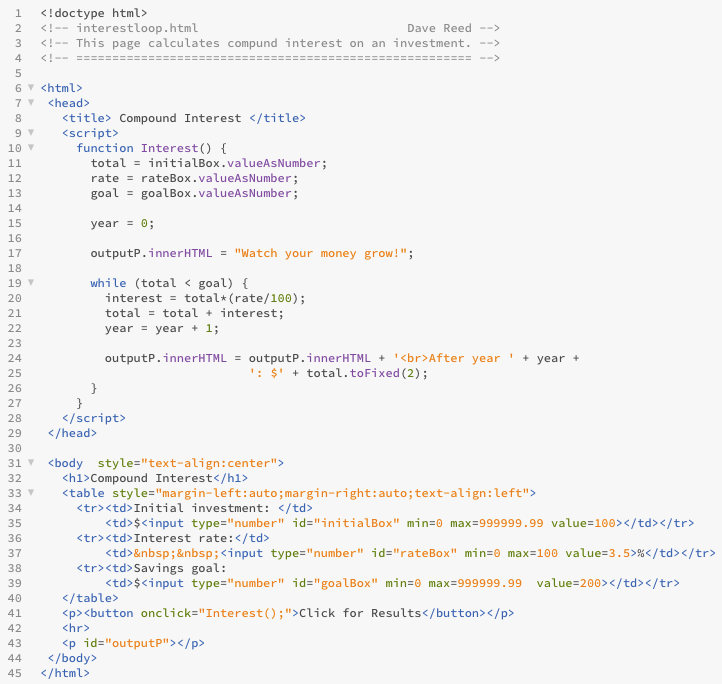 1 <!doctype html>
2 <!-- interestloop.html                             Dave Reed -->
3 <!-- This page calculates compund interest on an investment. -->
4 <!-- ======================================================= -->
5
6 <html>
7  <head>
8    <title> Compound Interest </title>
9    <script>
10      function Interest() {
11        total = initialBox.valueAsNumber;
12        rate = rateBox.valueAsNumber;
13        goal = goalBox.valueAsNumber;
14
15        year = 0;
16
17        outputP.innerHTML = "Watch your money grow!";
18
19        while (total < goal) {
20          interest = total*(rate/100);
21          total = total + interest;
22          year = year + 1;
23
24          outputP.innerHTML = outputP.innerHTML + '<br>After year ' + year +
25                              ': $' + total.toFixed(2);
26        }
27      }
28    </script>
29  </head>
30
31  <body  style="text-align:center">
32    <h1>Compound Interest</h1>
33    <table style="margin-left:auto;margin-right:auto;text-align:left">
34      <tr><td>Initial investment: </td>
35          <td>$<input type="number" id="initialBox" min=0 max=999999.99 value=100></td></tr>
36      <tr><td>Interest rate:</td>
37          <td>&nbsp;&nbsp;<input type="number" id="rateBox" min=0 max=100 value=3.5>%</td></tr>
38      <tr><td>Savings goal:
39          <td>$<input type="number" id="goalBox" min=0 max=999999.99  value=200></td></tr>
40    </table>
41    <p><button onclick="Interest();">Click for Results</button></p>
42    <hr>
43    <p id="outputP"></p>
44  </body>
45 </html>